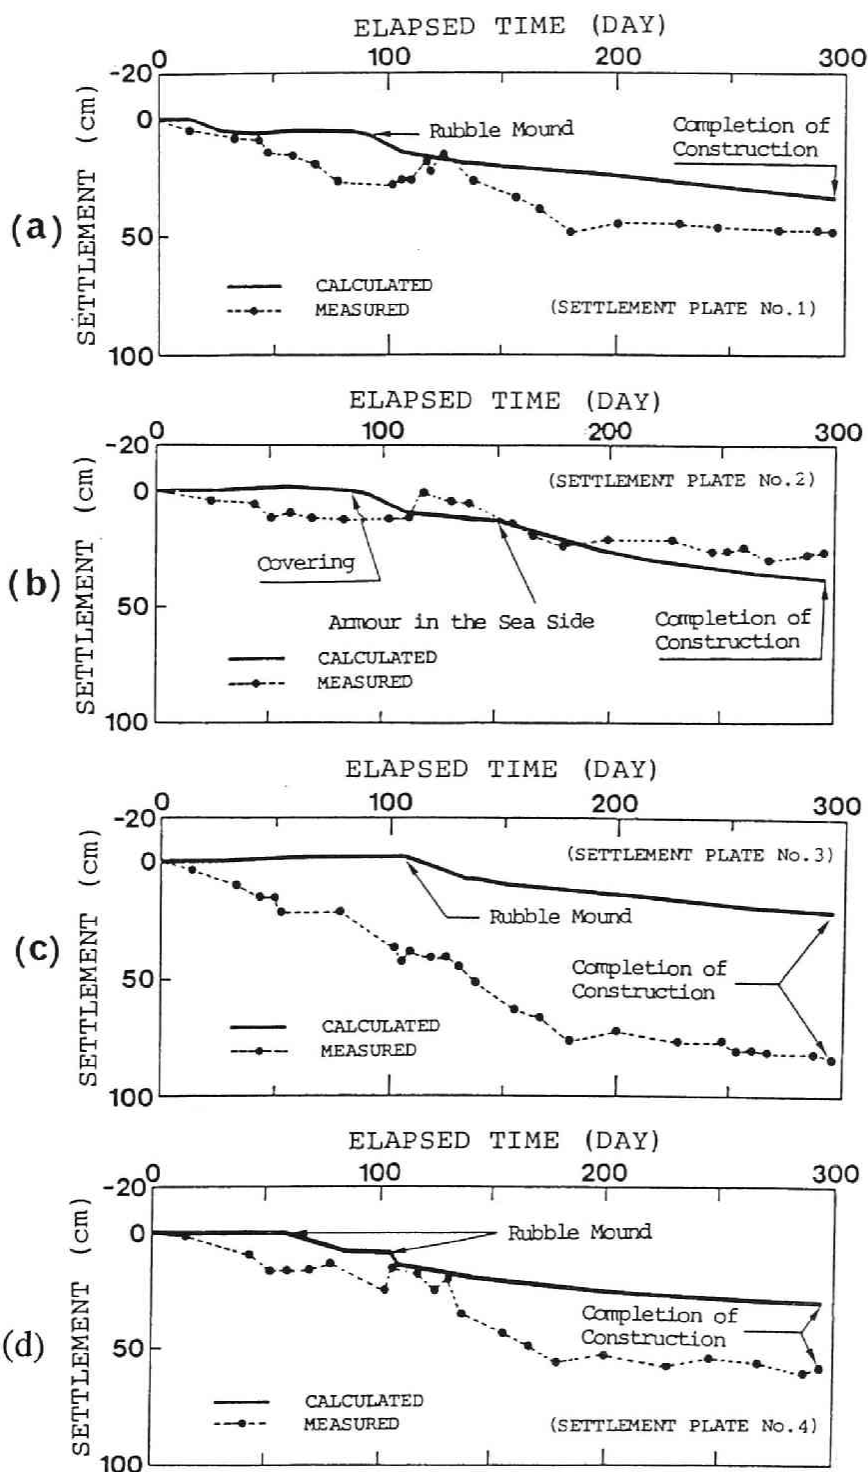 ELAPSED TIME (DAY)
0 100 200 300
-20
0
50
100
SETTLEMENT (cm)
(a)
Rubble Mound
Completion of
Construction
CALCULATED
MEASURED
(SETTLEMENT PLATE No.1)
ELAPSED TIME (DAY)
0 100 200 300
-20
0
50
100
SETTLEMENT (cm)
(b)
(SETTLEMENT PLATE No.2)
Covering
Armour in the Sea Side
Completion of
Construction
CALCULATED
MEASURED
ELAPSED TIME (DAY)
0 100 200 300
-20
0
50
100
SETTLEMENT (cm)
(c)
(SETTLEMENT PLATE No.3)
Rubble Mound
Completion of
Construction
CALCULATED
MEASURED
ELAPSED TIME (DAY)
0 100 200 300
-20
0
50
100
SETTLEMENT (cm)
(d)
Rubble Mound
Completion of
Construction
CALCULATED
MEASURED
(SETTLEMENT PLATE No.4)